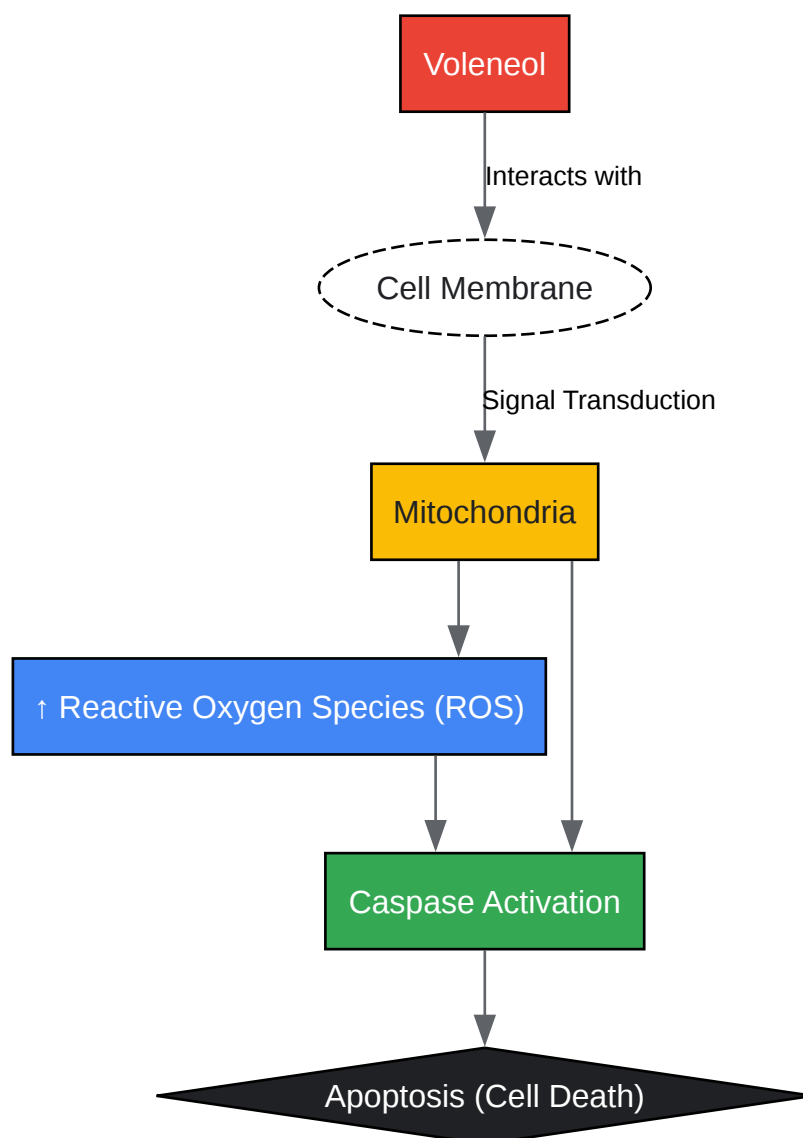 Voleneol
Interacts with
Cell Membrane
Signal Transduction
Mitochondria
↑ Reactive Oxygen Species (ROS)
Caspase Activation
Apoptosis (Cell Death)